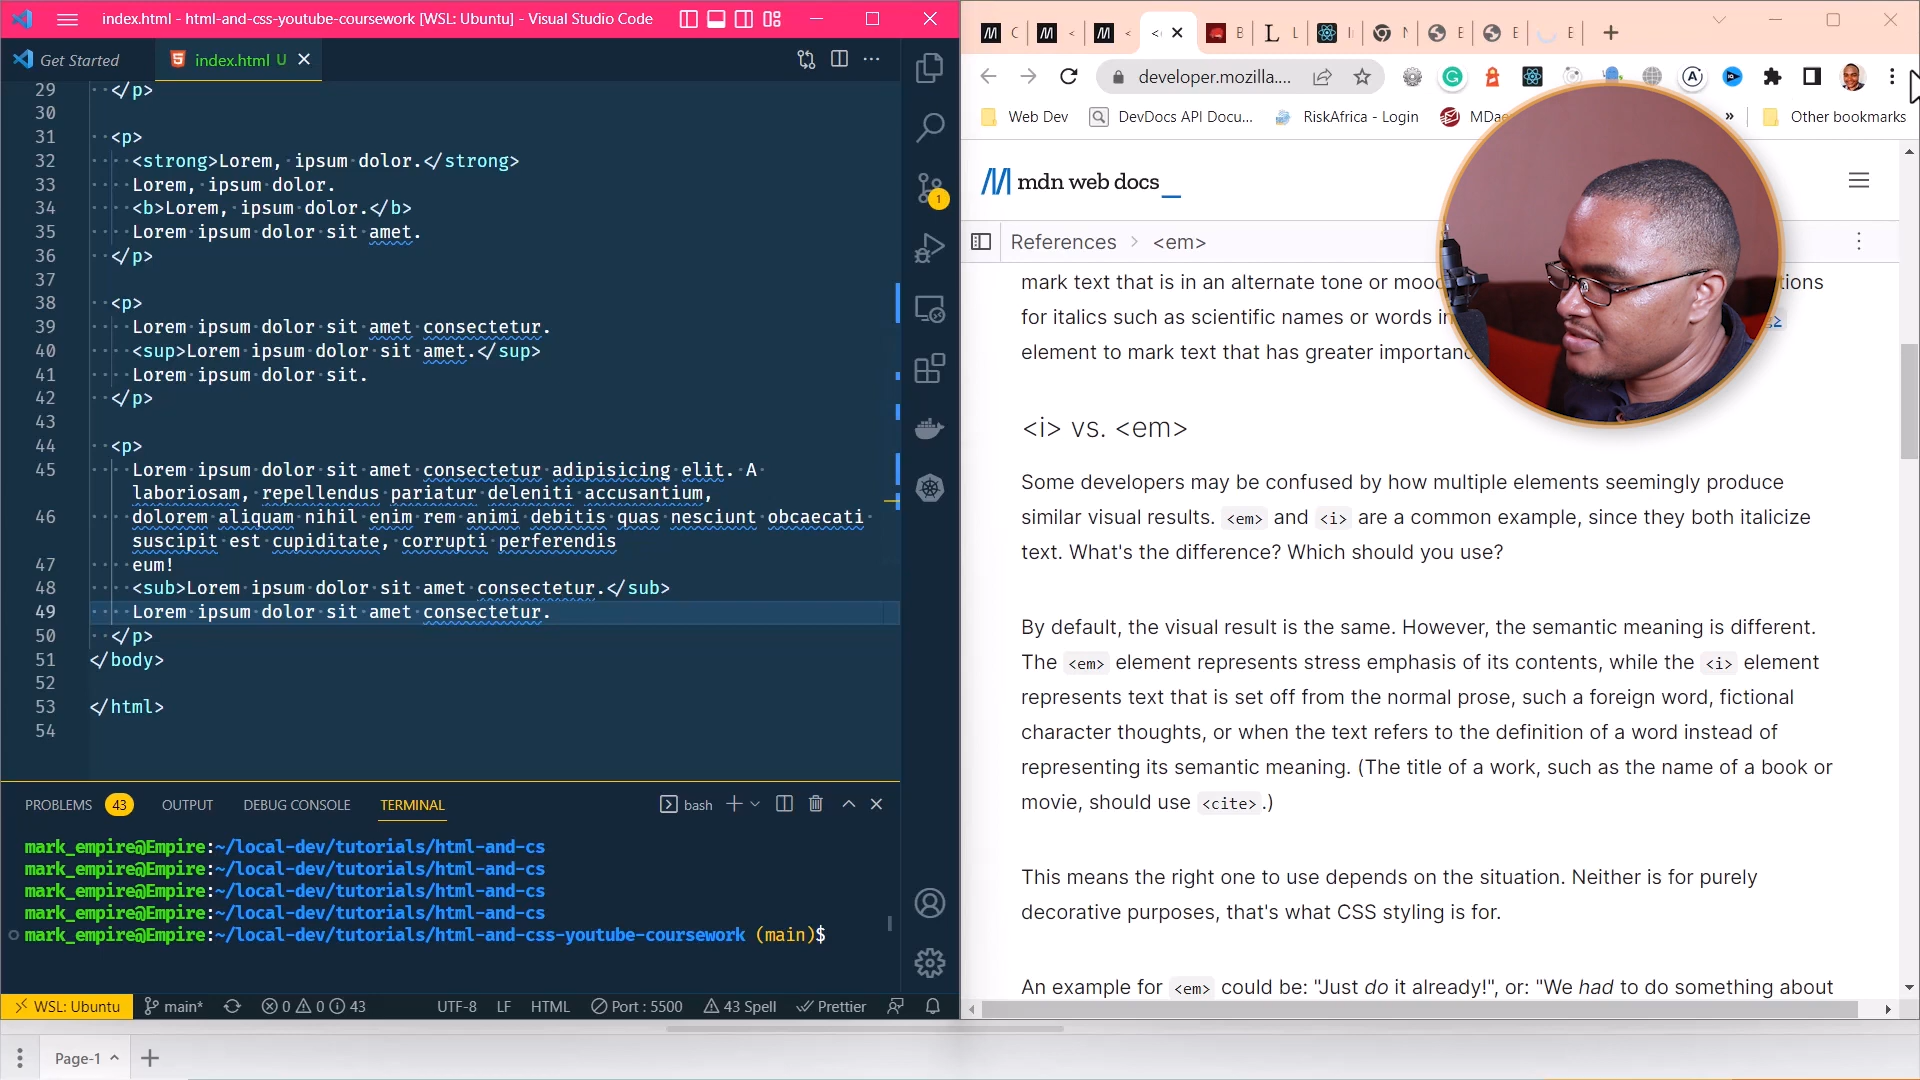 index.html - html-and-css-youtube-coursework [WSL: Ubuntu] - Visual Studio Code
Get Started
index.html U
29 </p>
30
31 <p>
32 <strong>Lorem, ipsum dolor.</strong>
33 Lorem, ipsum dolor.
34 <b>Lorem, ipsum dolor.</b>
35 Lorem ipsum dolor sit amet.
36 </p>
37
38 <p>
39 Lorem ipsum dolor sit amet consectetur.
40 <sup>Lorem ipsum dolor sit amet.</sup>
41 Lorem ipsum dolor sit.
42 </p>
43
44 <p>
45 Lorem ipsum dolor sit amet consectetur adipisicing elit. A
laboriosam, repellendus pariatur deleniti accusantium,
46 dolorem aliquam nihil enim rem animi debitis quas nesciunt obcaecati
suscipit est cupiditate, corrupti perferendis
47 eum!
48 <sub>Lorem ipsum dolor sit amet consectetur.</sub>
49 Lorem ipsum dolor sit amet consectetur.
50 </p>
51 </body>
52
53 </html>
54
1
PROBLEMS 43 OUTPUT DEBUG CONSOLE TERMINAL bash
mark_empire@Empire:~/local-dev/tutorials/html-and-cs
mark_empire@Empire:~/local-dev/tutorials/html-and-cs
mark_empire@Empire:~/local-dev/tutorials/html-and-cs
mark_empire@Empire:~/local-dev/tutorials/html-and-cs
mark_empire@Empire:~/local-dev/tutorials/html-and-css-youtube-coursework (main)$
WSL: Ubuntu main* 0 0 43 UTF-8 LF HTML Port : 5500 43 Spell Prettier
Page-1
developer.mozilla....
Web Dev DevDocs API Docu... RiskAfrica - Login MDae » Other bookmarks
mdn web docs_
References > <em>
mark text that is in an alternate tone or mood
for italics such as scientific names or words in
element to mark text that has greater importanc
<i> vs. <em>
Some developers may be confused by how multiple elements seemingly produce
similar visual results. <em> and <i> are a common example, since they both italicize
text. What's the difference? Which should you use?
By default, the visual result is the same. However, the semantic meaning is different.
The <em> element represents stress emphasis of its contents, while the <i> element
represents text that is set off from the normal prose, such a foreign word, fictional
character thoughts, or when the text refers to the definition of a word instead of
representing its semantic meaning. (The title of a work, such as the name of a book or
movie, should use <cite>.)
This means the right one to use depends on the situation. Neither is for purely
decorative purposes, that's what CSS styling is for.
An example for <em> could be: "Just do it already!", or: "We had to do something about